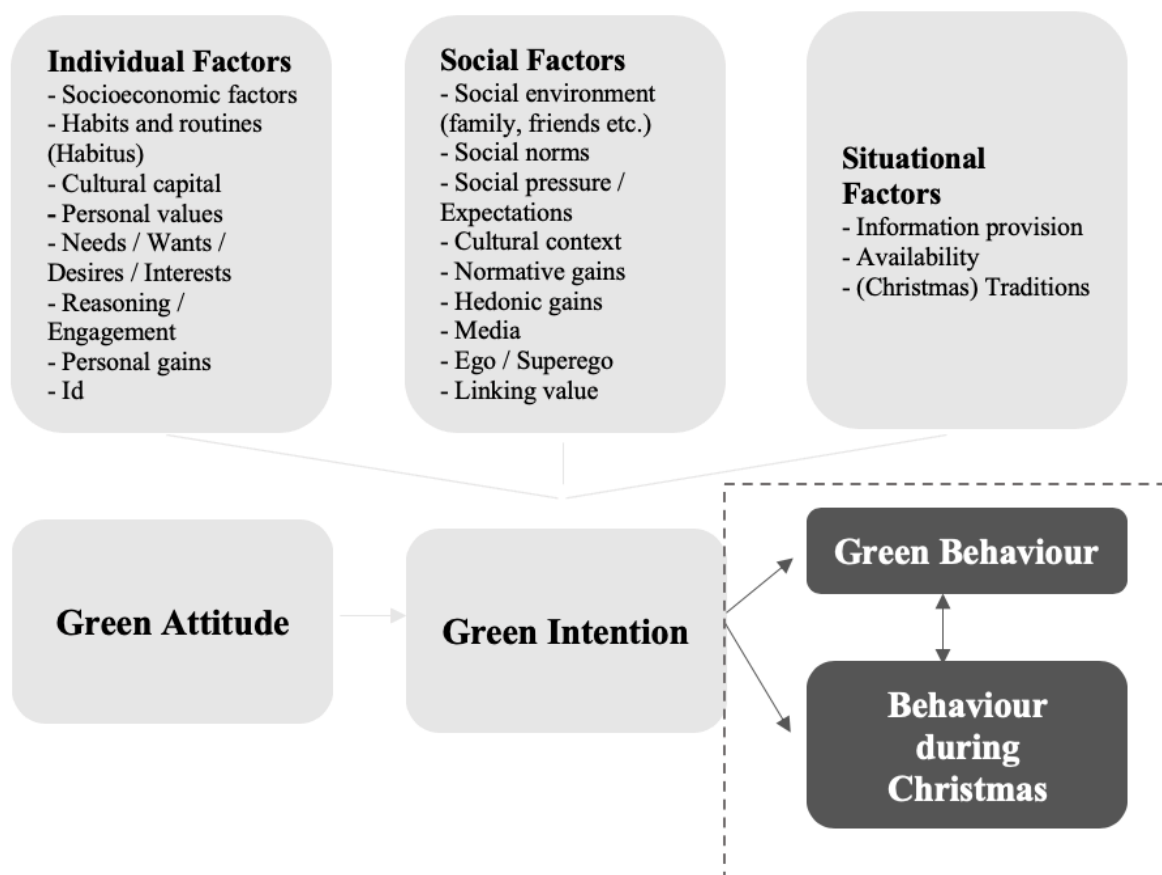 Individual Factors
- Socioeconomic factors
- Habits and routines
(Habitus)
- Cultural capital
- Personal values
- Needs / Wants /
Desires / Interests
- Reasoning /
Engagement
- Personal gains
- Id
Social Factors
- Social environment
(family, friends etc.)
- Social norms
- Social pressure /
Expectations
- Cultural context
- Normative gains
- Hedonic gains
- Media
- Ego / Superego
- Linking value
Situational
Factors
- Information provision
- Availability
- (Christmas) Traditions
Green Attitude
Green Intention
Green Behaviour
Behaviour
during
Christmas